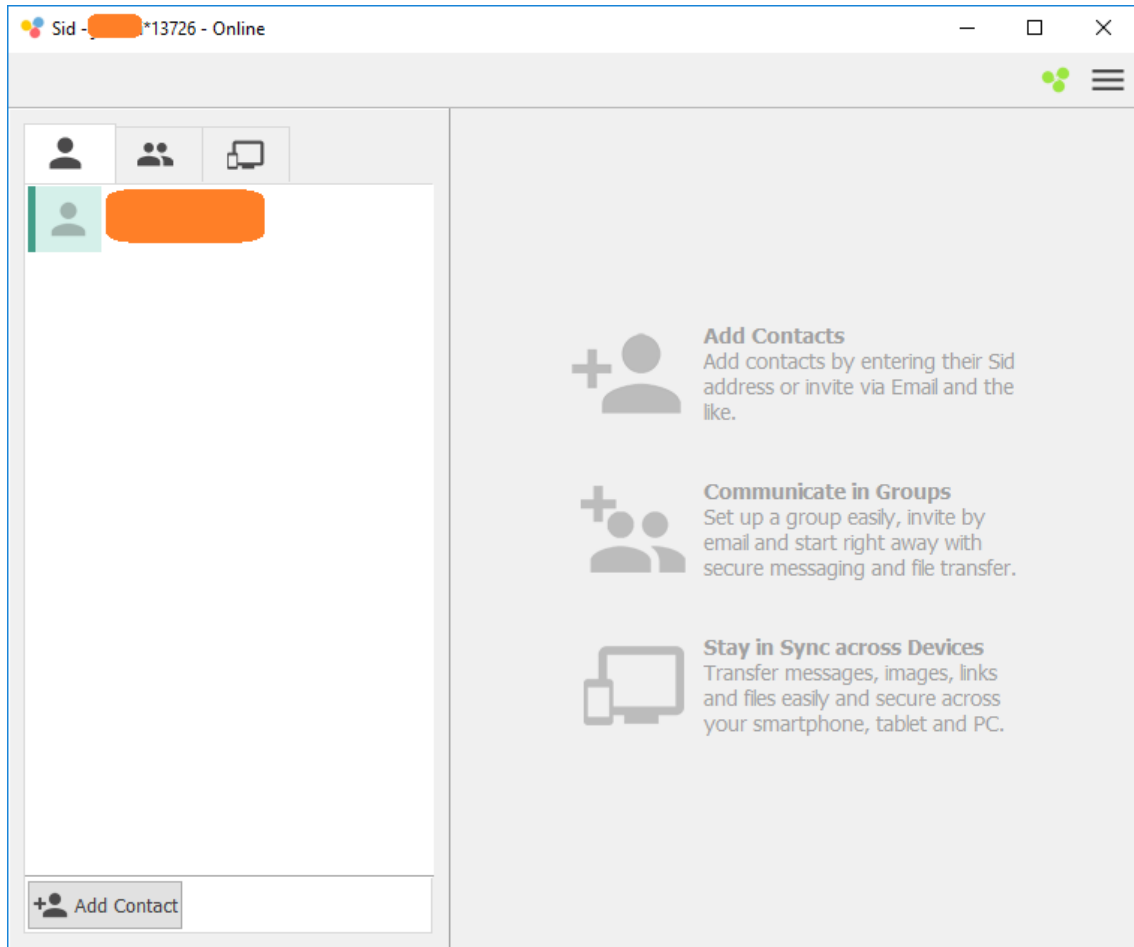 Sid - *13726 - Online
Add Contacts
Add contacts by entering their Sid
address or invite via Email and the
like.
Communicate in Groups
Set up a group easily, invite by
email and start right away with
secure messaging and file transfer.
Stay in Sync across Devices
Transfer messages, images, links
and files easily and secure across
your smartphone, tablet and PC.
Add Contact